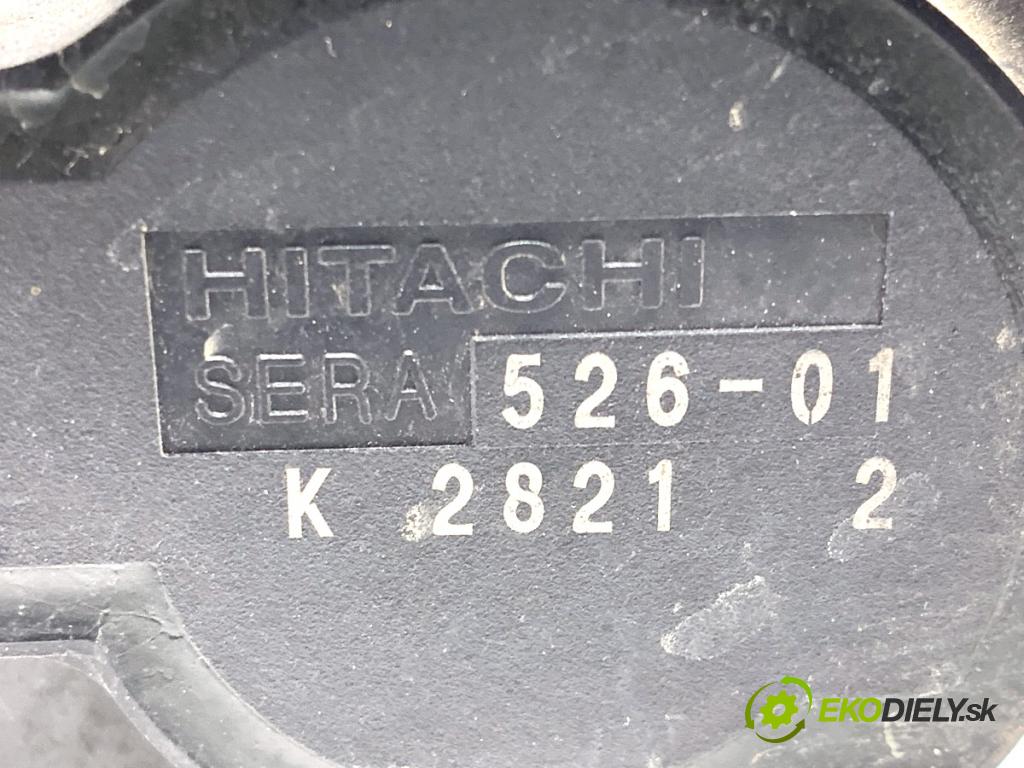 HITACHI
SERA 526-01
K 2821 2
EKODIELY.sk